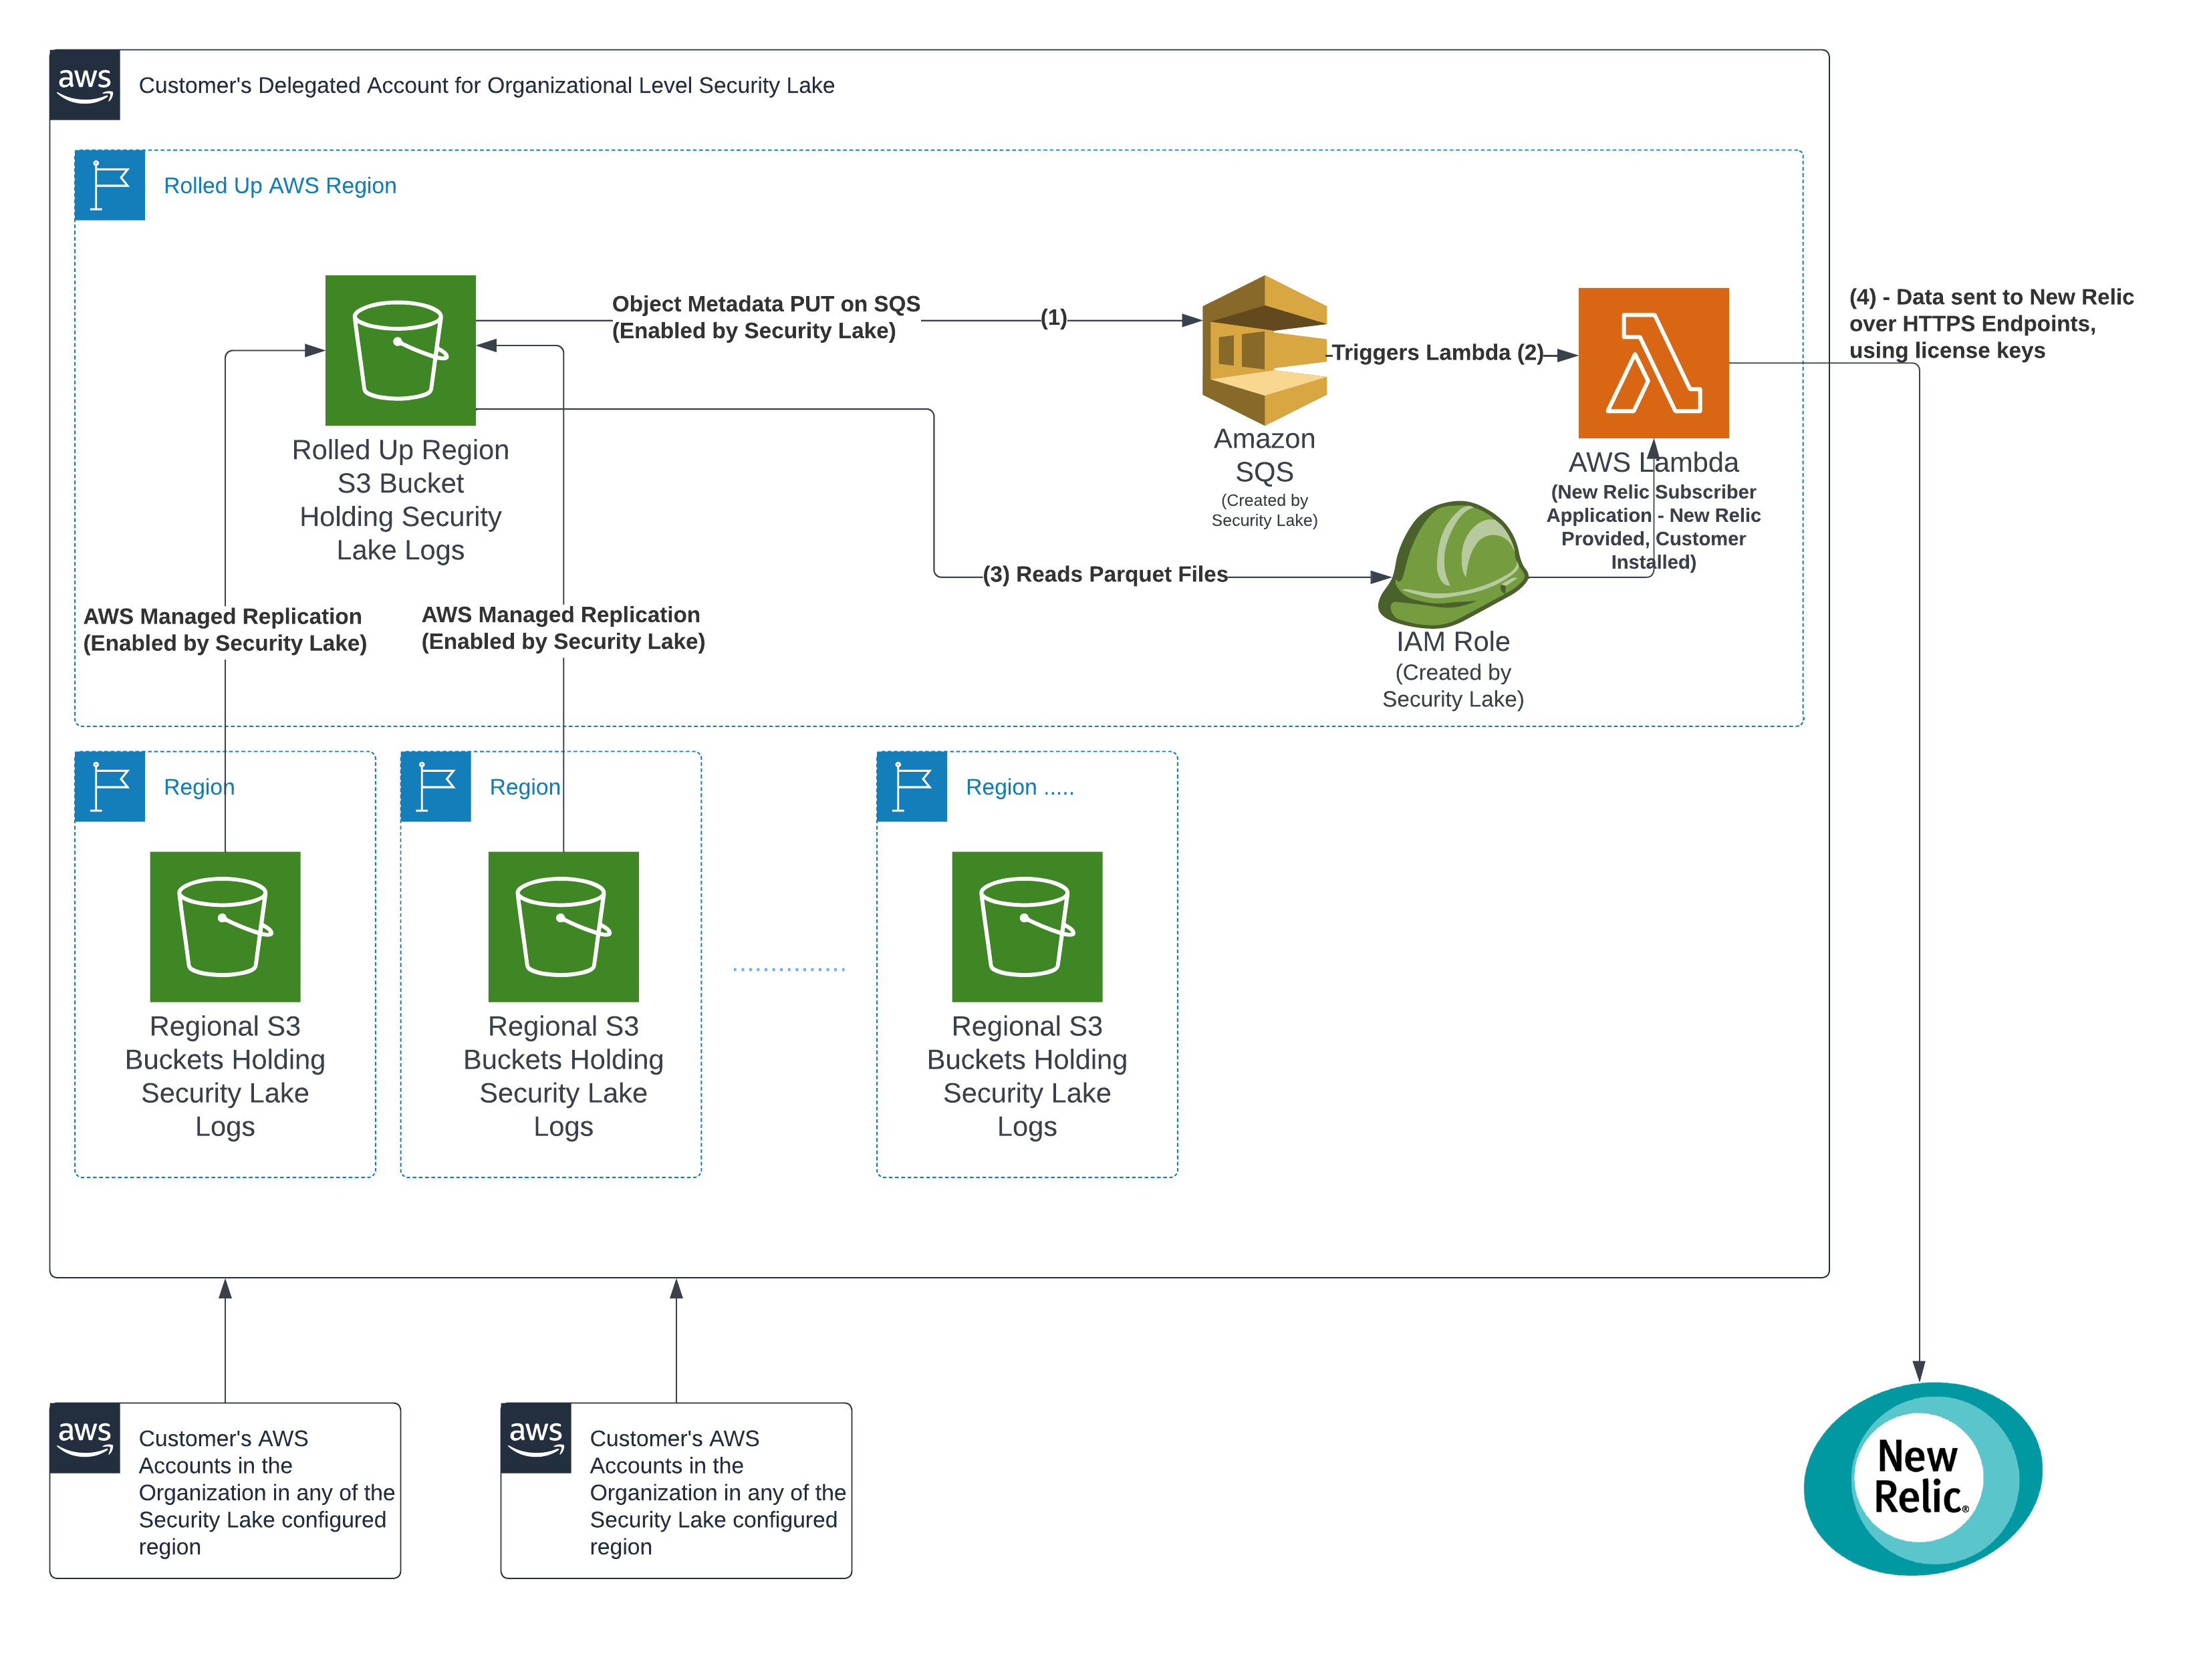 aws
Customer's Delegated Account for Organizational Level Security Lake
Rolled Up AWS Region
Object Metadata PUT on SQS
(Enabled by Security Lake)
(1)
Triggers Lambda (2)
(4) - Data sent to New Relic
over HTTPS Endpoints,
using license keys
Rolled Up Region
S3 Bucket
Holding Security
Lake Logs
Amazon
SQS
(Created by
Security Lake)
AWS Lambda
(New Relic Subscriber
Application - New Relic
Provided, Customer
Installed)
(3) Reads Parquet Files
IAM Role
(Created by
Security Lake)
AWS Managed Replication
(Enabled by Security Lake)
AWS Managed Replication
(Enabled by Security Lake)
Region
Region
Region .....
Regional S3
Buckets Holding
Security Lake
Logs
Regional S3
Buckets Holding
Security Lake
Logs
...............
Regional S3
Buckets Holding
Security Lake
Logs
aws
Customer's AWS
Accounts in the
Organization in any of the
Security Lake configured
region
aws
Customer's AWS
Accounts in the
Organization in any of the
Security Lake configured
region
New
Relic®